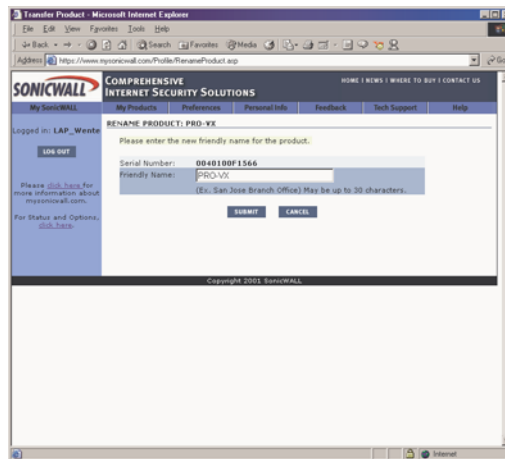 Transfer Product - Microsoft Internet Explorer
File Edit View Favorites Tools Help
Back Search Favorites Media
Address https://www.mysonicwall.com/Profile/RenameProduct.asp Go
SONICWALL
COMPREHENSIVE
INTERNET SECURITY SOLUTIONS
HOME | NEWS | WHERE TO BUY | CONTACT US
My SonicWALL My Products Preferences Personal Info Feedback Tech Support Help
Logged in: LAP_Wente
LOG OUT
Please click here for
more information about
mysonicwall.com.
For Status and Options,
click here.
RENAME PRODUCT: PRO-VX
Please enter the new friendly name for the product.
Serial Number: 0040100F1566
Friendly Name: PRO-VX
(Ex. San Jose Branch Office) May be up to 30 characters.
SUBMIT CANCEL
Copyright 2001 SonicWALL
Internet